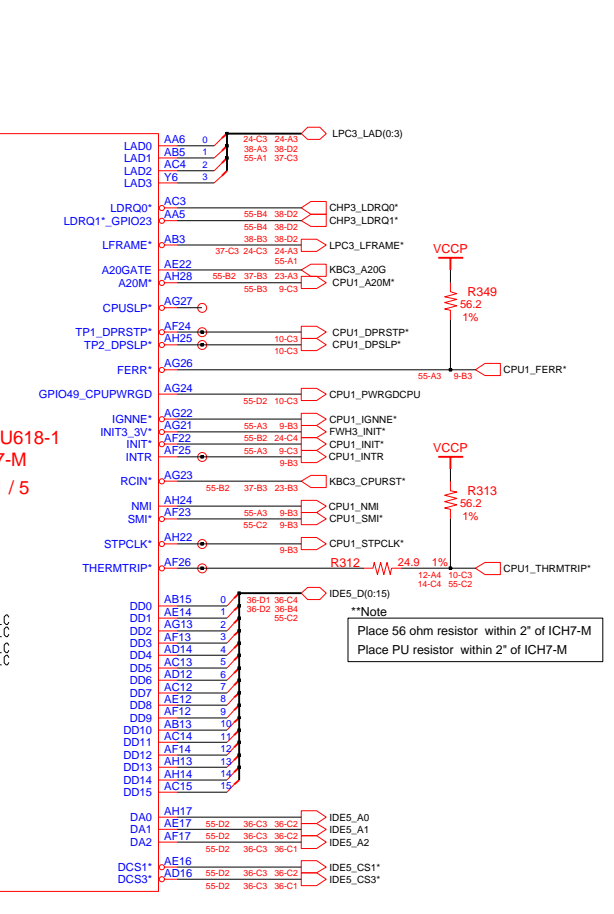 LAD0 AA6 0 24-C3 24-A3 LPC3_LAD(0:3)
LAD1 AB5 1 38-A3 38-D2
LAD2 AC4 2 55-A1 37-C3
LAD3 Y6 3
LDRQ0* AC3 CHP3_LDRQ0*
55-B4 38-D2
LDRQ1*_GPIO23 AA5 CHP3_LDRQ1*
55-B4 38-D2
LFRAME* AB3 38-B3 38-D2 LPC3_LFRAME*
37-C3 24-C3 24-A3
55-A1
A20GATE AE22 KBC3_A20G
55-B2 37-B3 23-A3
A20M* AH28 CPU1_A20M*
55-B3 9-C3
CPUSLP* AG27
TP1_DPRSTP* AF24 CPU1_DPRSTP*
10-C3
TP2_DPSLP* AH25 CPU1_DPSLP*
10-C3
VCCP
R349
56.2
1%
FERR* AG26 CPU1_FERR*
55-A3 9-B3
GPIO49_CPUPWRGD AG24 CPU1_PWRGDCPU
55-D2 10-C3
IGNNE* AG22 CPU1_IGNNE*
55-A3 9-B3
INIT3_3V* AG21 FWH3_INIT*
55-B2 24-C4
INIT* AF22 CPU1_INIT*
55-A3 9-C3
INTR AF25 CPU1_INTR
9-B3
U618-1
7-M
/ 5
RCIN* AG23 KBC3_CPURST*
55-B2 37-B3 23-B3
VCCP
R313
56.2
1%
NMI AH24 CPU1_NMI
55-A3 9-B3
SMI* AF23 CPU1_SMI*
55-C2 9-B3
STPCLK* AH22 CPU1_STPCLK*
9-B3
THERMTRIP* AF26 R312 24.9 1% CPU1_THRMTRIP*
12-A4 10-C3
14-C4 55-C2
DD0 AB15 0 36-D1 36-C4 IDE5_D(0:15)
DD1 AE14 1 36-D2 36-B4
DD2 AG13 2 55-C2
DD3 AF13 3
DD4 AD14 4
DD5 AC13 5
DD6 AD12 6
DD7 AC12 7
DD8 AE12 8
DD9 AF12 9
DD10 AB13 10
DD11 AC14 11
DD12 AF14 12
DD13 AH13 13
DD14 AH14 14
DD15 AC15 15
**Note
Place 56 ohm resistor within 2" of ICH7-M
Place PU resistor within 2" of ICH7-M
DA0 AH17 IDE5_A0
55-D2 36-C3 36-C2
DA1 AE17 IDE5_A1
55-D2 36-C3 36-C2
DA2 AF17 IDE5_A2
55-D2 36-C3 36-C1
DCS1* AE16 IDE5_CS1*
55-D2 36-C3 36-C2
DCS3* AD16 IDE5_CS3*
55-D2 36-C3 36-C1